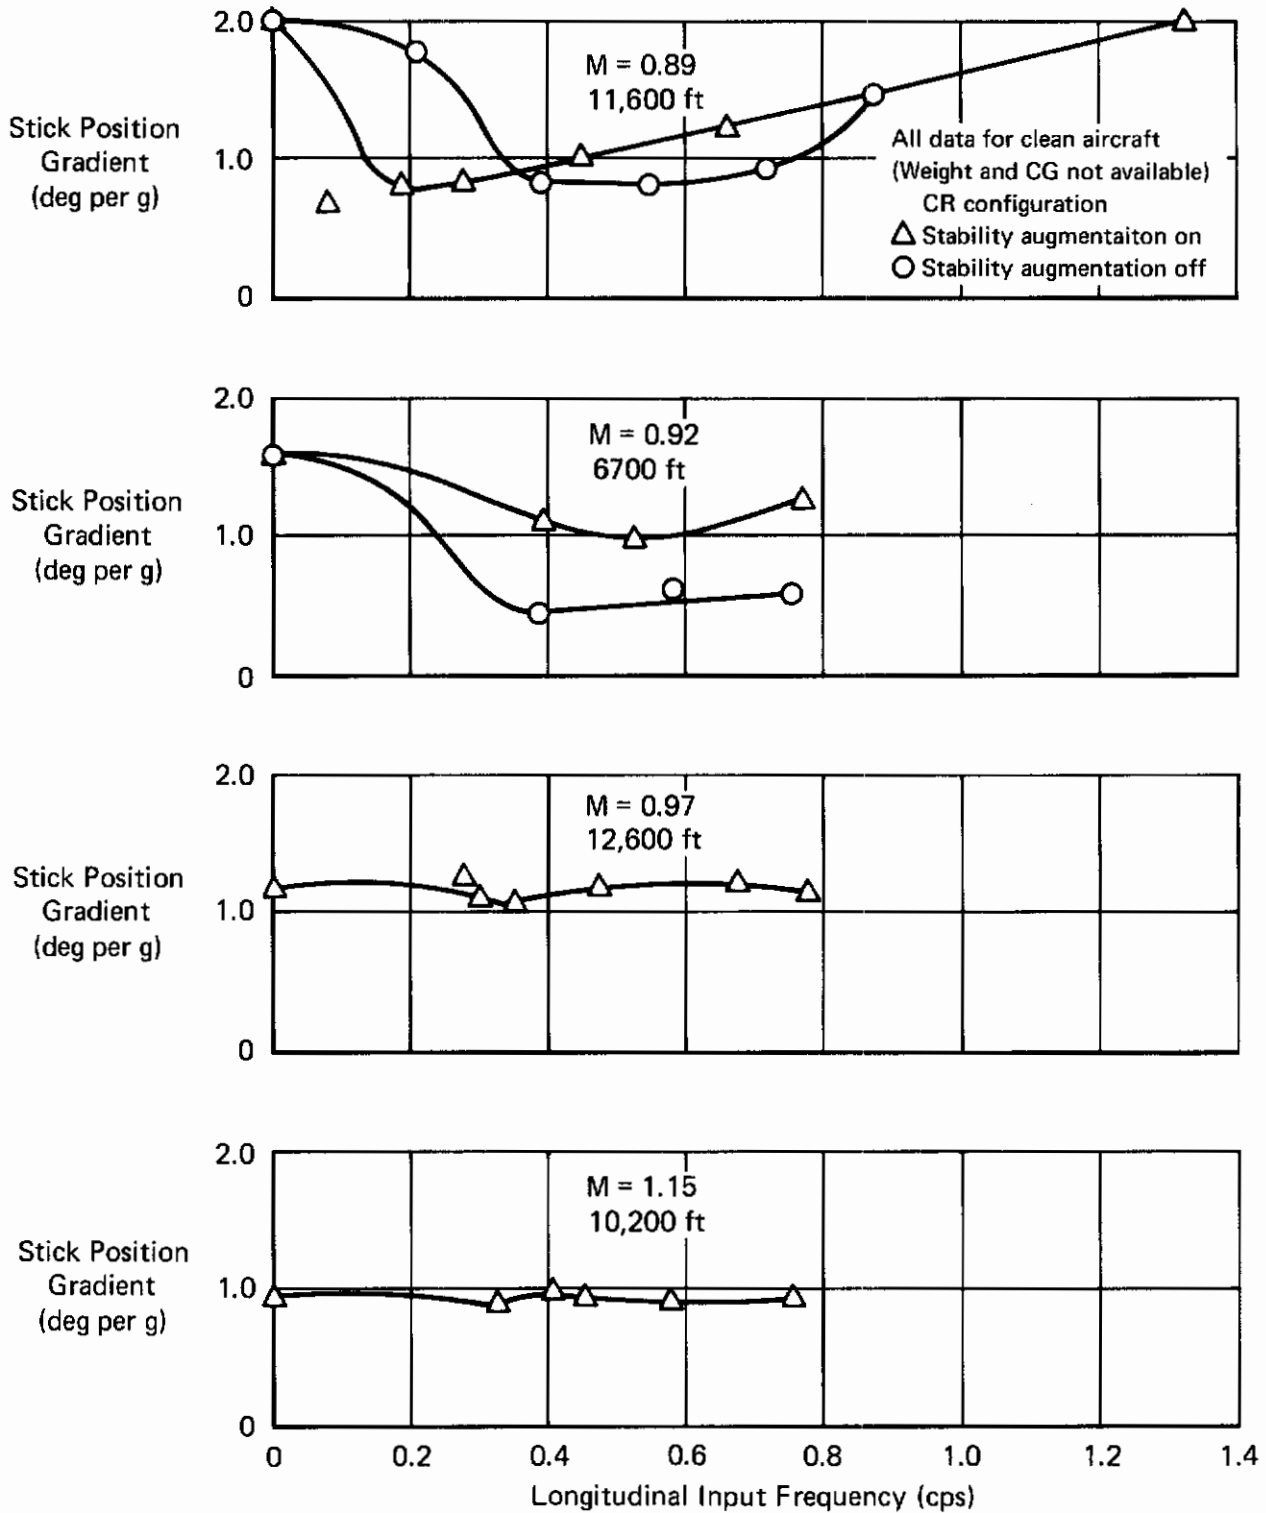 2.0
M = 0.89
11,600 ft
Stick Position
Gradient
(deg per g)
1.0
0
All data for clean aircraft
(Weight and CG not available)
CR configuration
△ Stability augmentaiton on
○ Stability augmentation off
2.0
M = 0.92
6700 ft
Stick Position
Gradient
(deg per g)
1.0
0
2.0
M = 0.97
12,600 ft
Stick Position
Gradient
(deg per g)
1.0
0
2.0
M = 1.15
10,200 ft
Stick Position
Gradient
(deg per g)
1.0
0
0 0.2 0.4 0.6 0.8 1.0 1.2 1.4
Longitudinal Input Frequency (cps)